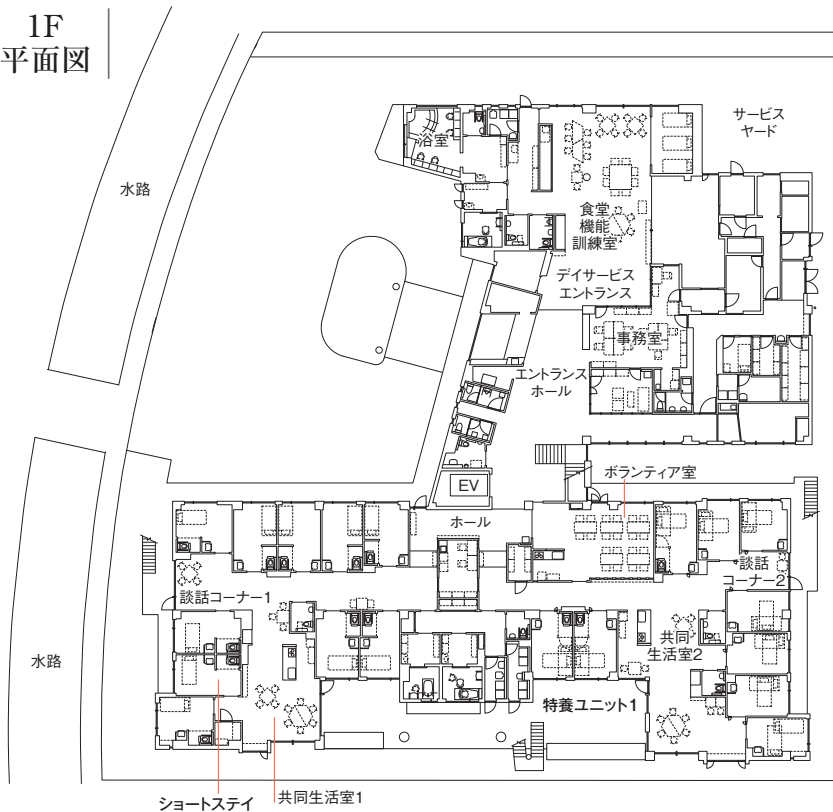 1F
平面図
サービス
ヤード
浴室
水路
食堂
機能
訓練室
デイサービス
エントランス
事務室
エントランス
ホール
ボランティア室
EV
ホール
談話
コーナー2
談話コーナー1
共同
生活室2
水路
特養ユニット1
ショートステイ
共同生活室1